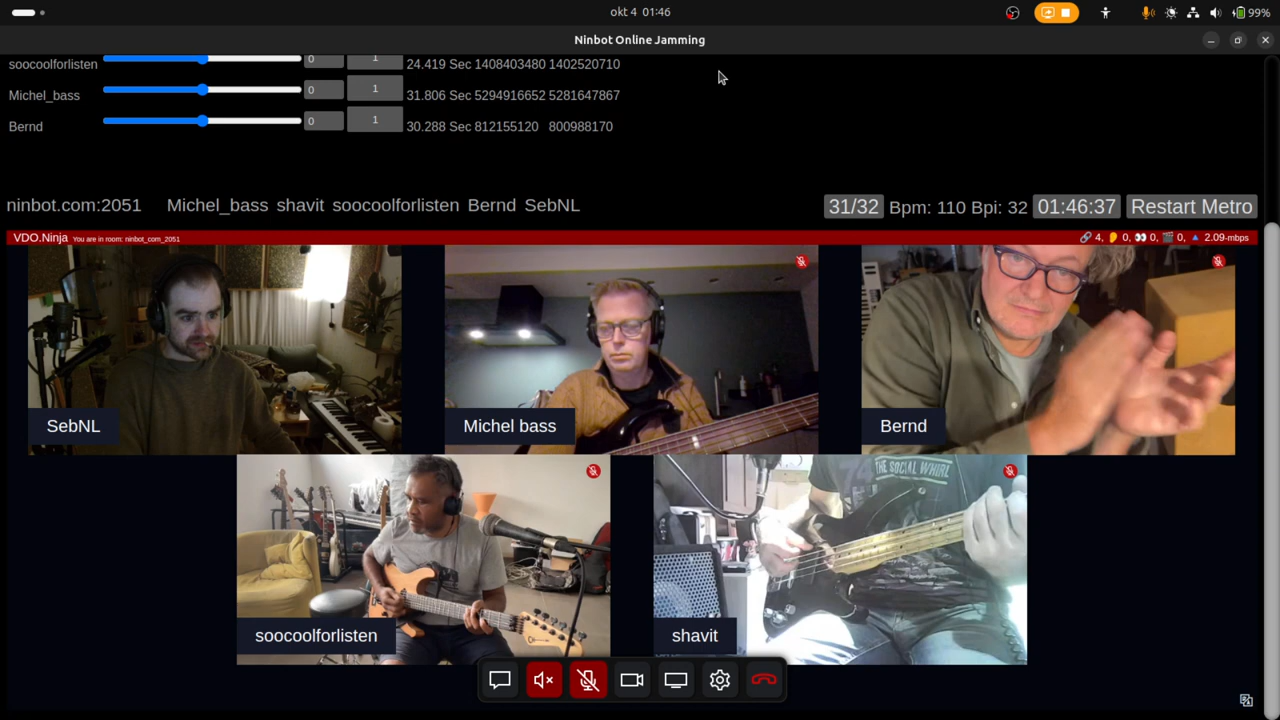 okt 4 01:46
99%
Ninbot Online Jamming
soocoolforlisten 0 1 24.419 Sec 1408403480 1402520710
Michel_bass 0 1 31.806 Sec 5294916652 5281647867
Bernd 0 1 30.288 Sec 812155120 800988170
ninbot.com:2051 Michel_bass shavit soocoolforlisten Bernd SebNL 31/32 Bpm: 110 Bpi: 32 01:46:37 Restart Metro
VDO.Ninja You are in room: ninbot_com_2051 4, 0, 0, 0, 2.09-mbps
SebNL
Michel bass
Bernd
THE SOCIAL WHIRL
soocoolforlisten
shavit